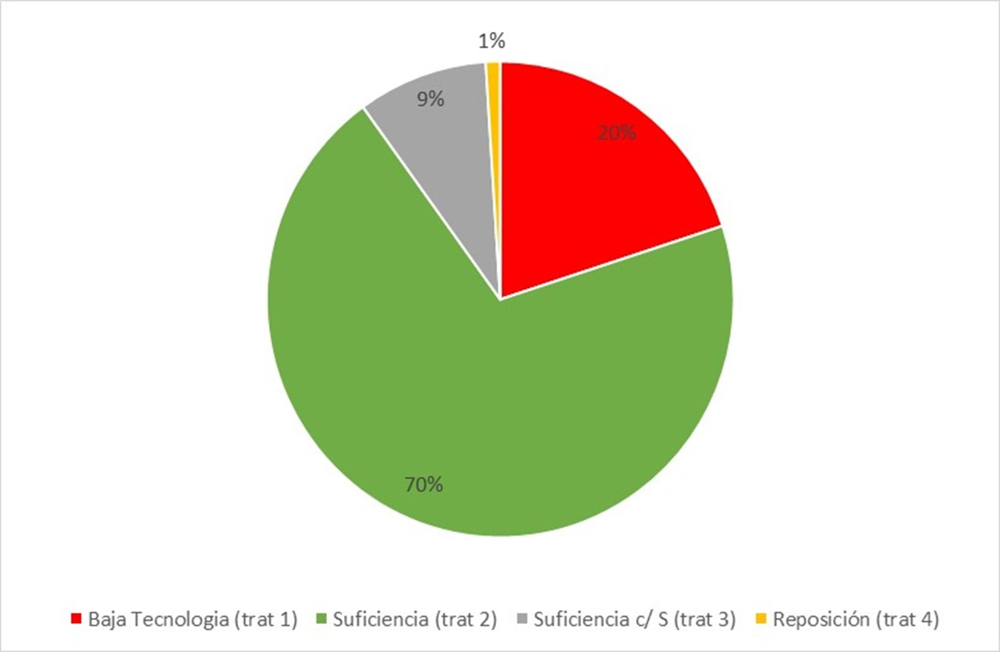 1%
9%
20%
70%
Baja Tecnologia (trat 1) Suficiencia (trat 2) Suficiencia c/ S (trat 3) Reposición (trat 4)